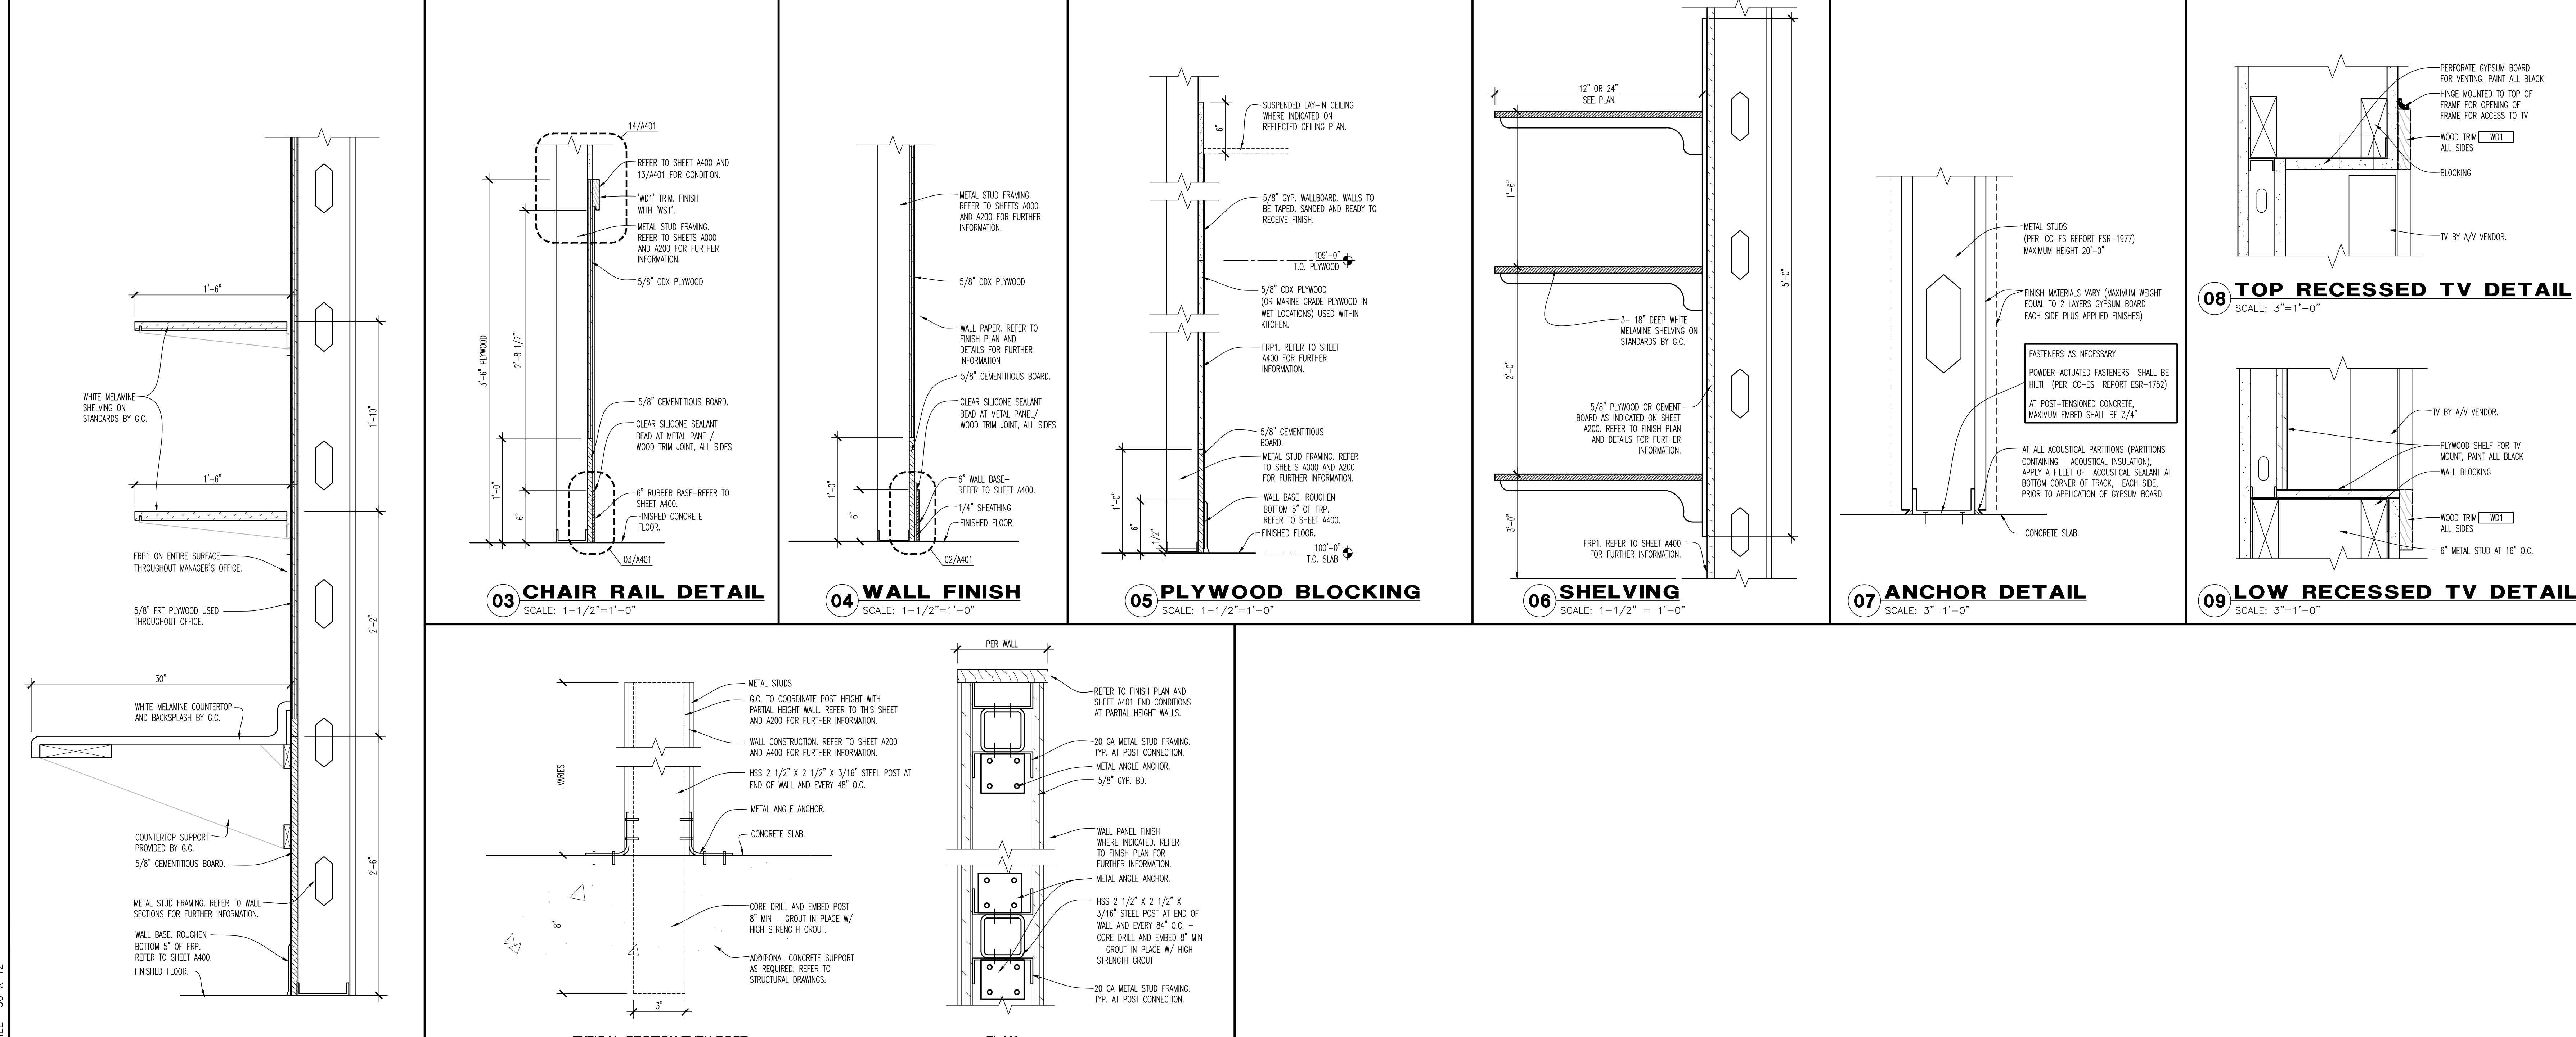 1'-6"
WHITE MELAMINE
SHELVING ON
STANDARDS BY G.C.
1'-10"
1'-6"
FRP1 ON ENTIRE SURFACE
THROUGHOUT MANAGER'S OFFICE.
5/8" FRT PLYWOOD USED
THROUGHOUT OFFICE.
2'-2"
30"
WHITE MELAMINE COUNTERTOP
AND BACKSPLASH BY G.C.
COUNTERTOP SUPPORT
PROVIDED BY G.C.
5/8" CEMENTITIOUS BOARD.
2'-6"
METAL STUD FRAMING. REFER TO WALL
SECTIONS FOR FURTHER INFORMATION.
WALL BASE. ROUGHEN
BOTTOM 5" OF FRP.
REFER TO SHEET A400.
FINISHED FLOOR.
14/A401
REFER TO SHEET A400 AND
13/A401 FOR CONDITION.
'WD1' TRIM. FINISH
WITH 'WS1'.
METAL STUD FRAMING.
REFER TO SHEETS A000
AND A200 FOR FURTHER
INFORMATION.
5/8" CDX PLYWOOD
3'-6" PLYWOOD
2'-8 1/2"
5/8" CEMENTITIOUS BOARD.
CLEAR SILICONE SEALANT
BEAD AT METAL PANEL/
WOOD TRIM JOINT, ALL SIDES
1'-0"
6"
6" RUBBER BASE-REFER TO
SHEET A400.
FINISHED CONCRETE
FLOOR.
03/A401
03 CHAIR RAIL DETAIL
SCALE: 1-1/2"=1'-0"
METAL STUD FRAMING.
REFER TO SHEETS A000
AND A200 FOR FURTHER
INFORMATION.
5/8" CDX PLYWOOD
WALL PAPER. REFER TO
FINISH PLAN AND
DETAILS FOR FURTHER
INFORMATION
5/8" CEMENTITIOUS BOARD.
CLEAR SILICONE SEALANT
BEAD AT METAL PANEL/
WOOD TRIM JOINT, ALL SIDES
1'-0"
6"
6" WALL BASE-
REFER TO SHEET A400.
1/4" SHEATHING
FINISHED FLOOR.
02/A401
04 WALL FINISH
SCALE: 1-1/2"=1'-0"
SUSPENDED LAY-IN CEILING
WHERE INDICATED ON
REFLECTED CEILING PLAN.
6"
5/8" GYP. WALLBOARD. WALLS TO
BE TAPED, SANDED AND READY TO
RECEIVE FINISH.
109'-0"
T.O. PLYWOOD
5/8" CDX PLYWOOD
(OR MARINE GRADE PLYWOOD IN
WET LOCATIONS) USED WITHIN
KITCHEN.
FRP1. REFER TO SHEET
A400 FOR FURTHER
INFORMATION.
5/8" CEMENTITIOUS
BOARD.
METAL STUD FRAMING. REFER
TO SHEETS A000 AND A200
FOR FURTHER INFORMATION.
1'-0"
6"
1/2"
WALL BASE. ROUGHEN
BOTTOM 5" OF FRP.
REFER TO SHEET A400.
FINISHED FLOOR.
100'-0"
T.O. SLAB
05 PLYWOOD BLOCKING
SCALE: 1-1/2"=1'-0"
12" OR 24"
SEE PLAN
1'-6"
5'-0"
3- 18" DEEP WHITE
MELAMINE SHELVING ON
STANDARDS BY G.C.
2'-0"
5/8" PLYWOOD OR CEMENT
BOARD AS INDICATED ON SHEET
A200. REFER TO FINISH PLAN
AND DETAILS FOR FURTHER
INFORMATION.
3'-0"
FRP1. REFER TO SHEET A400
FOR FURTHER INFORMATION.
06 SHELVING
SCALE: 1-1/2" = 1'-0"
METAL STUDS
(PER ICC-ES REPORT ESR-1977)
MAXIMUM HEIGHT 20'-0"
FINISH MATERIALS VARY (MAXIMUM WEIGHT
EQUAL TO 2 LAYERS GYPSUM BOARD
EACH SIDE PLUS APPLIED FINISHES)
FASTENERS AS NECESSARY
POWDER-ACTUATED FASTENERS SHALL BE
HILTI (PER ICC-ES REPORT ESR-1752)
AT POST-TENSIONED CONCRETE,
MAXIMUM EMBED SHALL BE 3/4"
AT ALL ACOUSTICAL PARTITIONS (PARTITIONS
CONTAINING ACOUSTICAL INSULATION),
APPLY A FILLET OF ACOUSTICAL SEALANT AT
BOTTOM CORNER OF TRACK, EACH SIDE,
PRIOR TO APPLICATION OF GYPSUM BOARD
CONCRETE SLAB.
07 ANCHOR DETAIL
SCALE: 3"=1'-0"
PERFORATE GYPSUM BOARD
FOR VENTING. PAINT ALL BLACK
HINGE MOUNTED TO TOP OF
FRAME FOR OPENING OF
FRAME FOR ACCESS TO TV
WOOD TRIM WD1
ALL SIDES
BLOCKING
TV BY A/V VENDOR.
08 TOP RECESSED TV DETAIL
SCALE: 3"=1'-0"
TV BY A/V VENDOR.
PLYWOOD SHELF FOR TV
MOUNT, PAINT ALL BLACK
WALL BLOCKING
WOOD TRIM WD1
ALL SIDES
6" METAL STUD AT 16" O.C.
09 LOW RECESSED TV DETAIL
SCALE: 3"=1'-0"
METAL STUDS
G.C. TO COORDINATE POST HEIGHT WITH
PARTIAL HEIGHT WALL. REFER TO THIS SHEET
AND A200 FOR FURTHER INFORMATION.
WALL CONSTRUCTION. REFER TO SHEET A200
AND A400 FOR FURTHER INFORMATION.
VARIES
HSS 2 1/2" X 2 1/2" X 3/16" STEEL POST AT
END OF WALL AND EVERY 48" O.C.
METAL ANGLE ANCHOR.
CONCRETE SLAB.
8"
CORE DRILL AND EMBED POST
8" MIN - GROUT IN PLACE W/
HIGH STRENGTH GROUT.
ADDITIONAL CONCRETE SUPPORT
AS REQUIRED. REFER TO
STRUCTURAL DRAWINGS.
3"
TYPICAL SECTION THRU POST
PER WALL
REFER TO FINISH PLAN AND
SHEET A401 END CONDITIONS
AT PARTIAL HEIGHT WALLS.
20 GA METAL STUD FRAMING.
TYP. AT POST CONNECTION.
METAL ANGLE ANCHOR.
5/8" GYP. BD.
WALL PANEL FINISH
WHERE INDICATED. REFER
TO FINISH PLAN FOR
FURTHER INFORMATION.
METAL ANGLE ANCHOR.
HSS 2 1/2" X 2 1/2" X
3/16" STEEL POST AT END OF
WALL AND EVERY 84" O.C. -
CORE DRILL AND EMBED 8" MIN
- GROUT IN PLACE W/ HIGH
STRENGTH GROUT
20 GA METAL STUD FRAMING.
TYP. AT POST CONNECTION.
PLAN